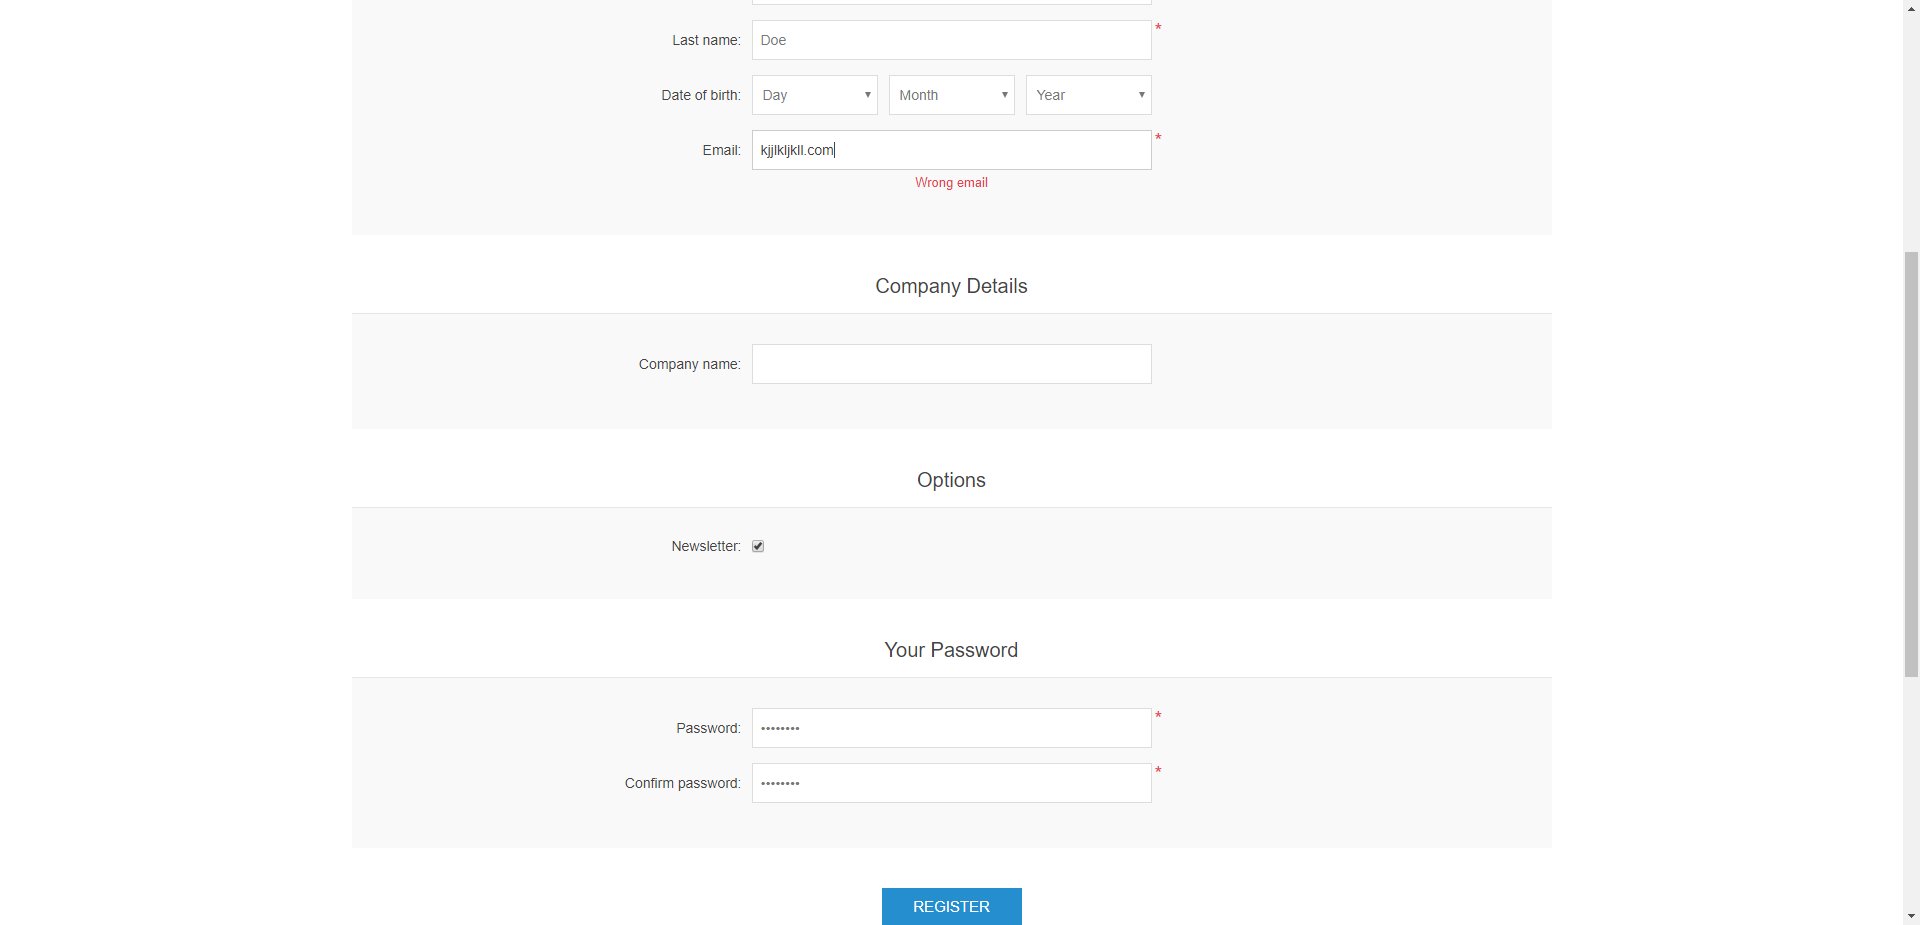 Last name: Doe *
Date of birth: Day Month Year
Email: kjjlkljkll.com *
Wrong email
Company Details
Company name:
Options
Newsletter:
Your Password
Password: •••••••• *
Confirm password: •••••••• *
REGISTER